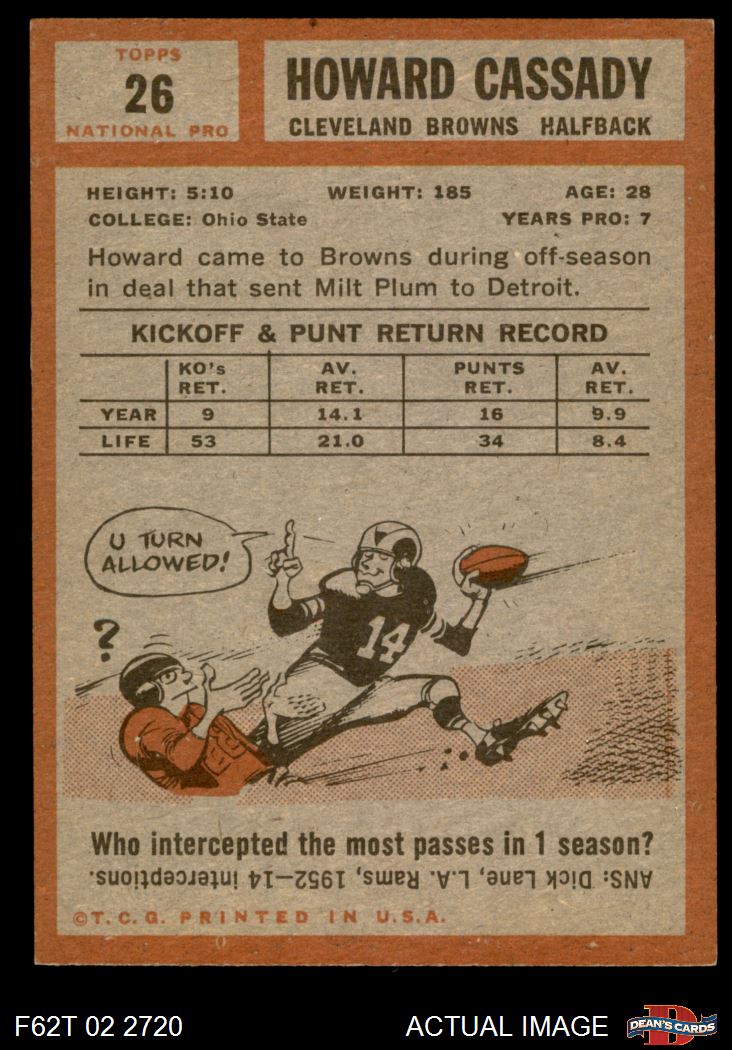 TOPPS
26
NATIONAL PRO
HOWARD CASSADY
CLEVELAND BROWNS HALFBACK
HEIGHT: 5:10 WEIGHT: 185 AGE: 28
COLLEGE: Ohio State YEARS PRO: 7
Howard came to Browns during off-season
in deal that sent Milt Plum to Detroit.
KICKOFF & PUNT RETURN RECORD
KO's AV. PUNTS AV.
RET. RET. RET. RET.
YEAR 9 14.1 16 9.9
LIFE 53 21.0 34 8.4
U TURN
ALLOWED!
?
14
Who intercepted the most passes in 1 season?
ANS: Dick Lane, L.A. Rams, 1952—14 interceptions.
©T.C.G. PRINTED IN U.S.A.
F62T 02 2720 ACTUAL IMAGE
D
DEAN'S CARDS